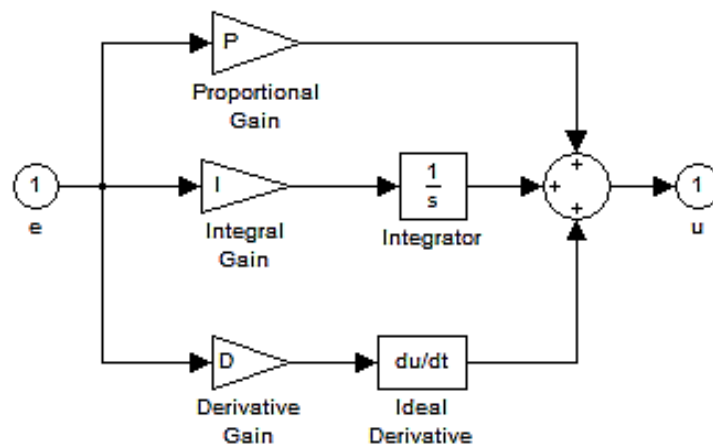 P
Proportional
Gain
1
e
I
Integral
Gain
1
s
Integrator
+
+
+
1
u
D
Derivative
Gain
du/dt
Ideal
Derivative